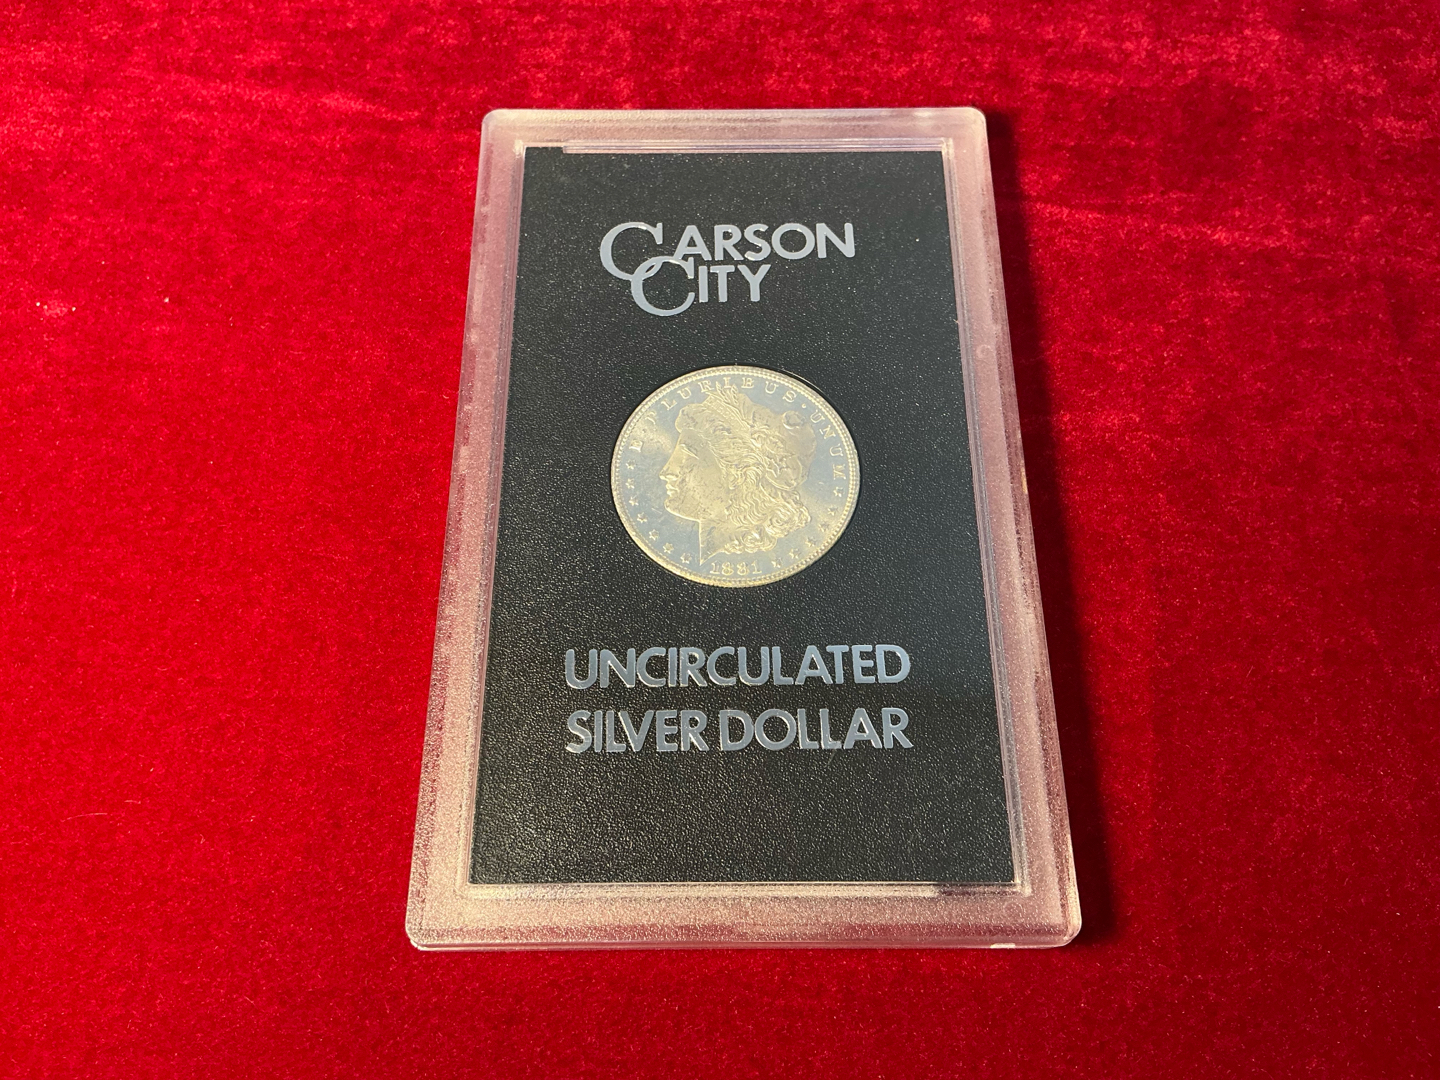 CARSON
CITY
E·PLURIBUS·UNUM
1881
UNCIRCULATED
SILVER DOLLAR